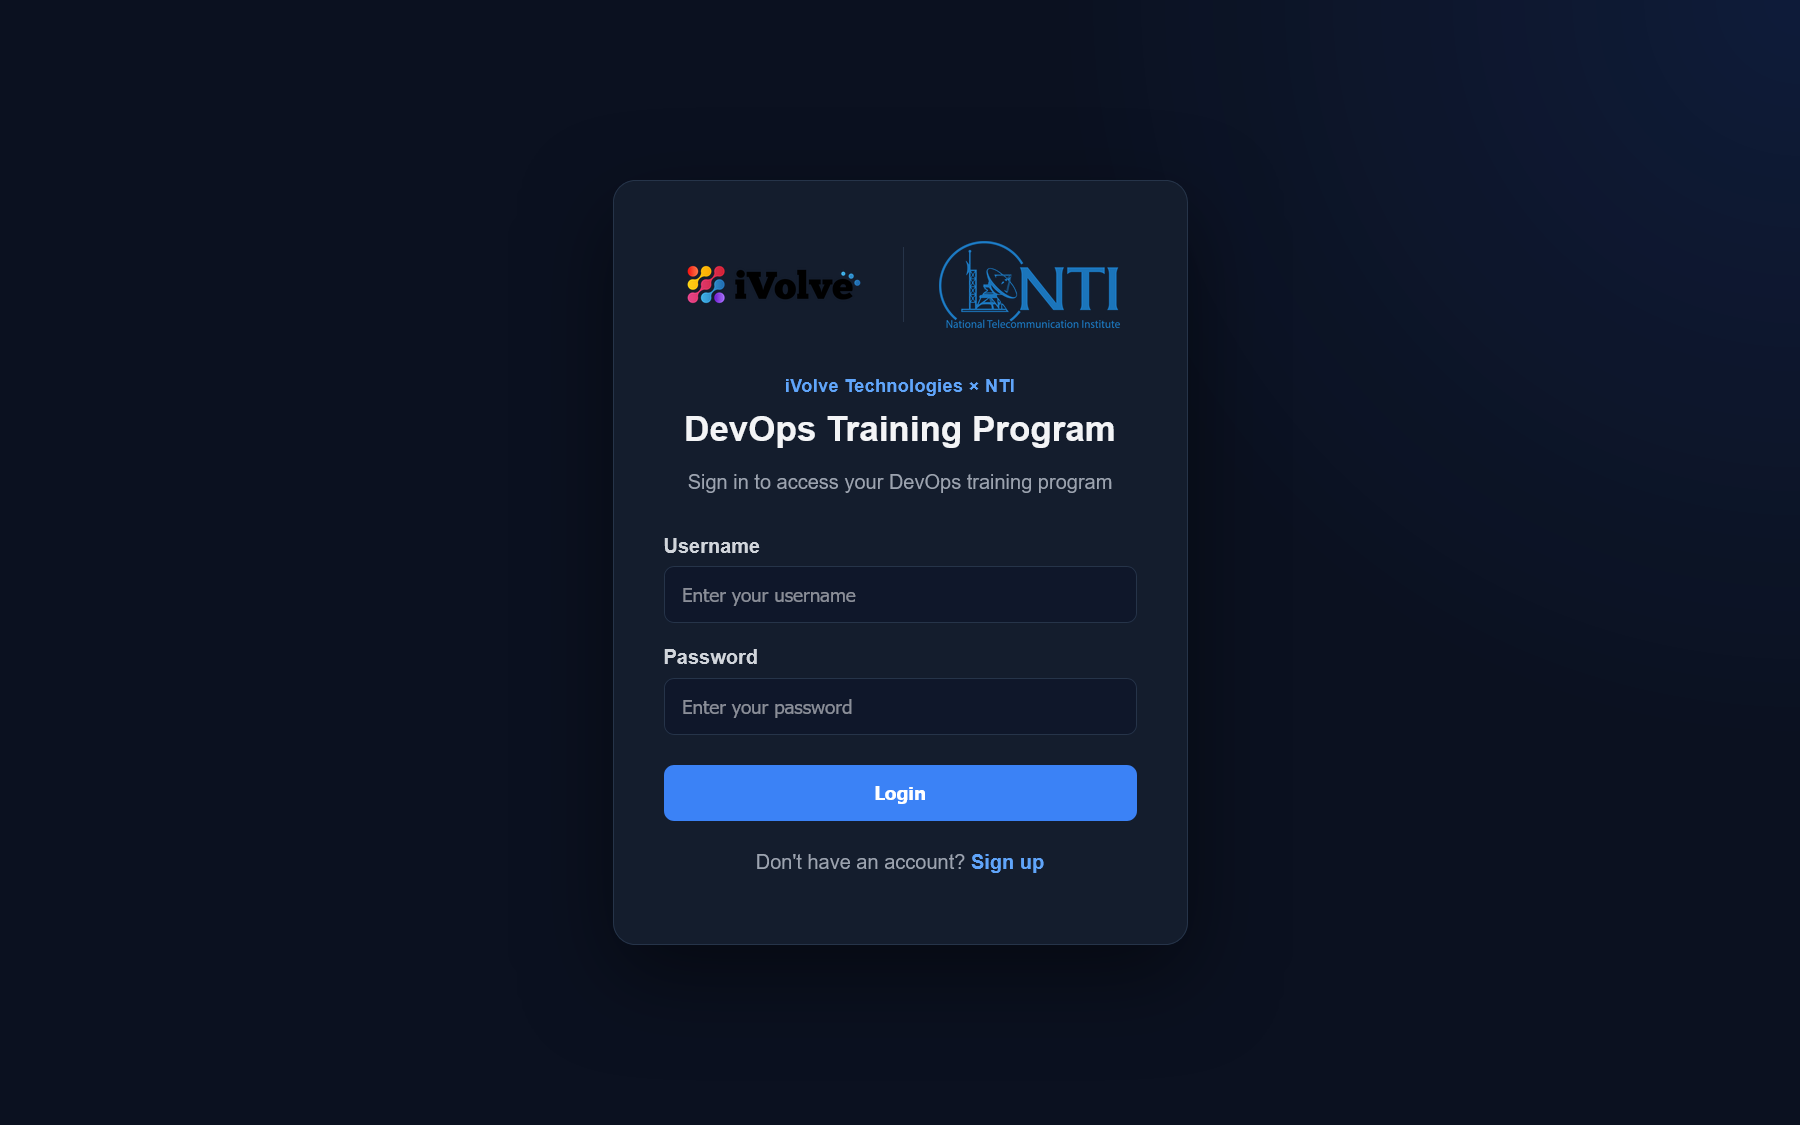 iVolve
NTI
National Telecommunication Institute
iVolve Technologies × NTI
DevOps Training Program
Sign in to access your DevOps training program
Username
Enter your username
Password
Enter your password
Login
Don't have an account? Sign up